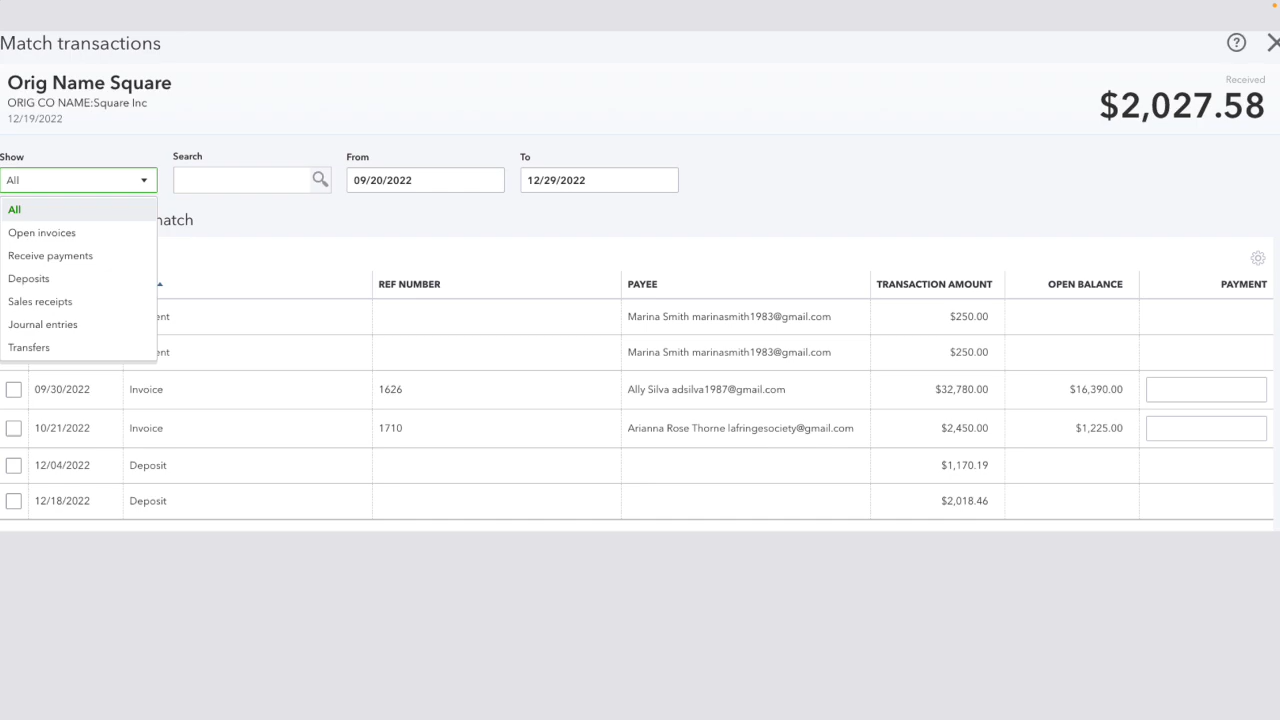 Match transactions
Orig Name Square
ORIG CO NAME:Square Inc
12/19/2022
Received
$2,027.58
Show Search From To
All 09/20/2022 12/29/2022
All
Open invoices
Receive payments
Deposits
Sales receipts
Journal entries
Transfers
match
REF NUMBER PAYEE TRANSACTION AMOUNT OPEN BALANCE PAYMENT
ent Marina Smith marinasmith1983@gmail.com $250.00
ent Marina Smith marinasmith1983@gmail.com $250.00
09/30/2022 Invoice 1626 Ally Silva adsilva1987@gmail.com $32,780.00 $16,390.00
10/21/2022 Invoice 1710 Arianna Rose Thorne lafringesociety@gmail.com $2,450.00 $1,225.00
12/04/2022 Deposit $1,170.19
12/18/2022 Deposit $2,018.46